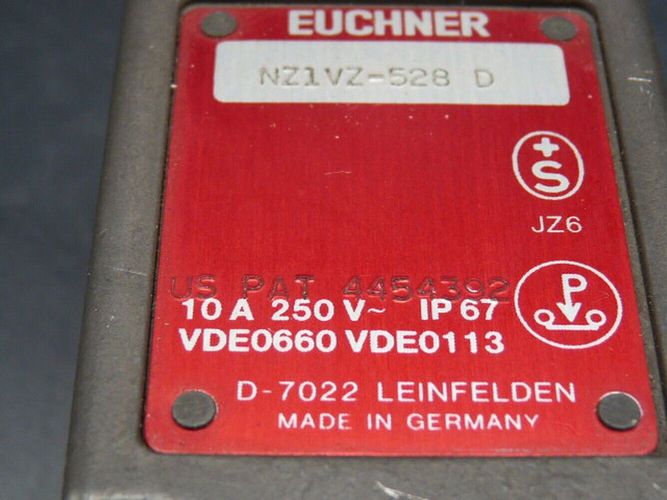 EUCHNER
NZ1VZ-528 D
+
S
JZ6
US PAT 4454392
P
10 A 250 V~ IP 67
VDE0660 VDE0113
D-7022 LEINFELDEN
MADE IN GERMANY